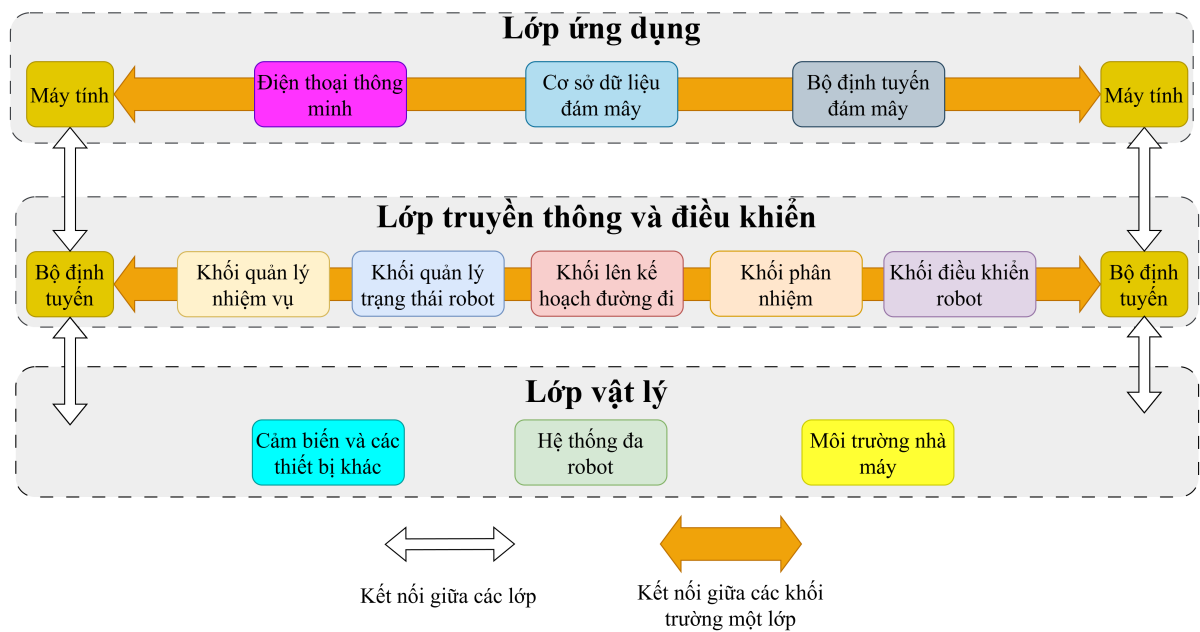 Lớp ứng dụng
Máy tính
Điện thoại thông
minh
Cơ sở dữ liệu
đám mây
Bộ định tuyến
đám mây
Máy tính
Lớp truyền thông và điều khiển
Bộ định
tuyến
Khối quản lý
nhiệm vụ
Khối quản lý
trạng thái robot
Khối lên kế
hoạch đường đi
Khối phân
nhiệm
Khối điều khiển
robot
Bộ định
tuyến
Lớp vật lý
Cảm biến và các
thiết bị khác
Hệ thống đa
robot
Môi trường nhà
máy
Kết nối giữa các lớp
Kết nối giữa các khối
trường một lớp